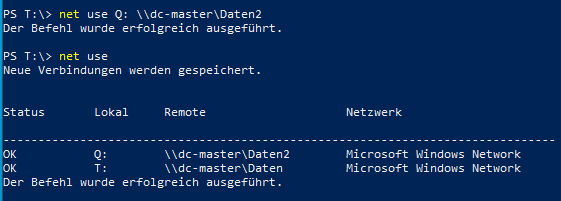 PS T:\> net use Q: \\dc-master\Daten2
Der Befehl wurde erfolgreich ausgeführt.
PS T:\> net use
Neue Verbindungen werden gespeichert.
Status Lokal Remote Netzwerk
-------------------------------------------------------------------------------
OK Q: \\dc-master\Daten2 Microsoft Windows Network
OK T: \\dc-master\Daten Microsoft Windows Network
Der Befehl wurde erfolgreich ausgeführt.